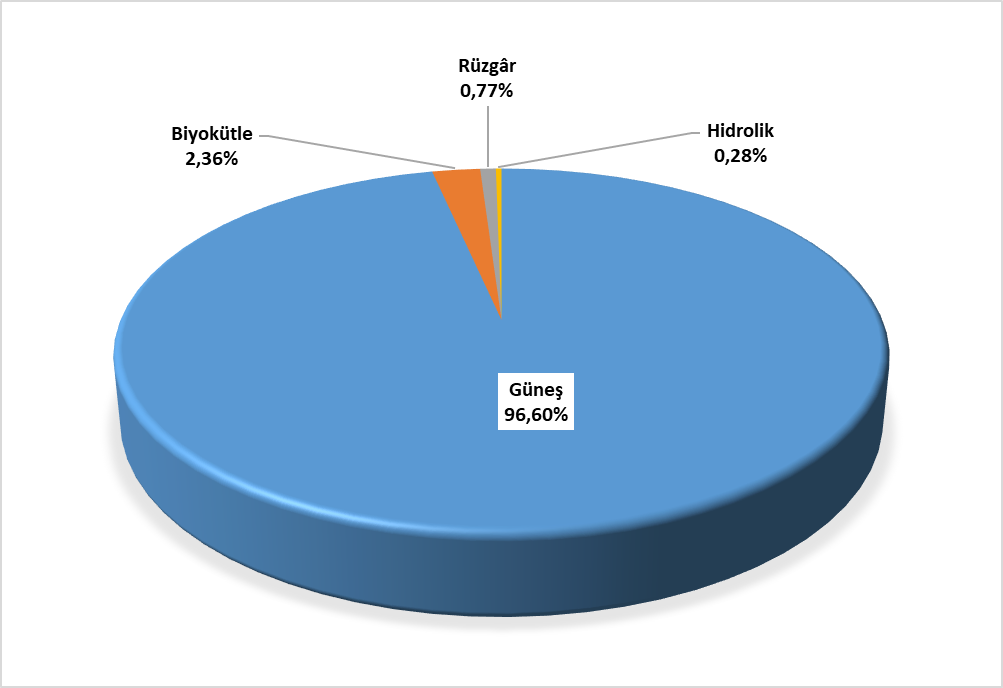 Rüzgâr
0,77%
Biyokütle
2,36%
Hidrolik
0,28%
Güneş
96,60%